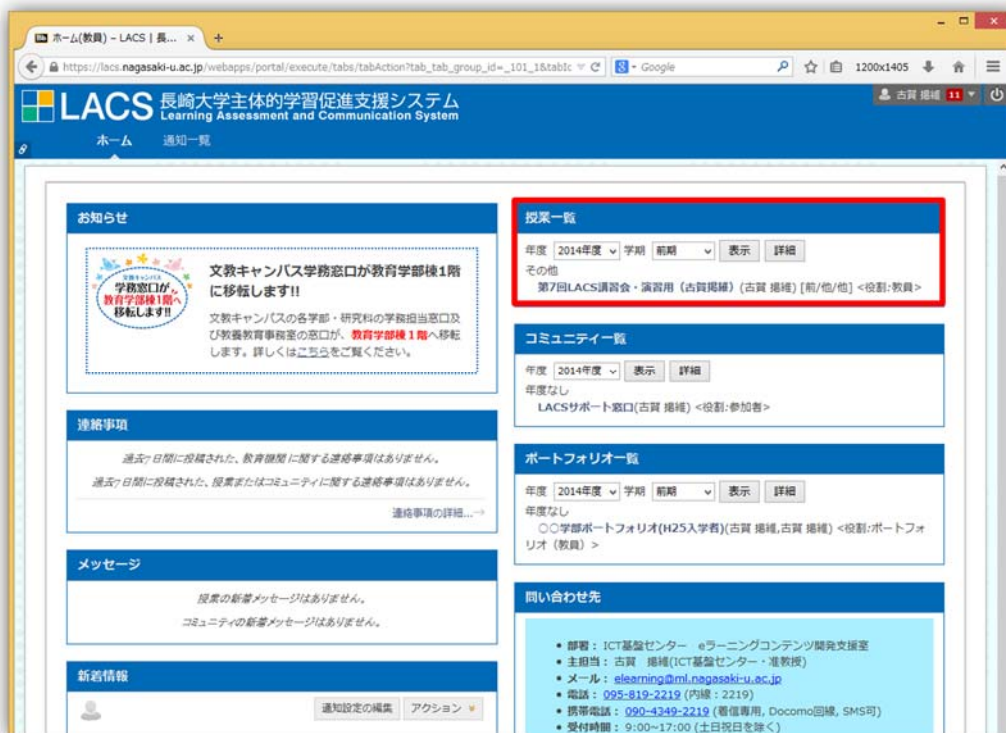 ホーム(教員) – LACS | 長... ×
https://lacs.nagasaki-u.ac.jp/webapps/portal/execute/tabs/tabAction?tab_tab_group_id=_101_1&tabIc
Google
1200x1405
LACS 長崎大学主体的学習促進支援システム
Learning Assessment and Communication System
古賀 掲維 11
ホーム 通知一覧
お知らせ
文教キャンパス
学務窓口が
教育学部棟1階へ
移転します!!
文教キャンパス学務窓口が教育学部棟1階
に移転します!!
文教キャンパスの各学部・研究科の学務担当窓口及
び教養教育事務室の窓口が、教育学部棟1階へ移転
します。詳しくはこちらをご覧ください。
連絡事項
過去7日間に投稿された、教育機関に関する連絡事項はありません。
過去7日間に投稿された、授業またはコミュニティに関する連絡事項はありません。
連絡事項の詳細...→
メッセージ
授業の新着メッセージはありません。
コミュニティの新着メッセージはありません。
新着情報
通知設定の編集 アクション
授業一覧
年度 2014年度 学期 前期 表示 詳細
その他
第7回LACS講習会・演習用（古賀掲維）(古賀 掲維) [前/他/他] <役割:教員>
コミュニティ一覧
年度 2014年度 表示 詳細
年度なし
LACSサポート窓口(古賀 掲維) <役割:参加者>
ポートフォリオ一覧
年度 2014年度 学期 前期 表示 詳細
年度なし
○○学部ポートフォリオ(H25入学者)(古賀 掲維,古賀 掲維) <役割:ポートフォ
リオ（教員）>
問い合わせ先
• 部署： ICT基盤センター　eラーニングコンテンツ開発支援室
• 主担当： 古賀　掲維(ICT基盤センター・准教授)
• メール： elearning@ml.nagasaki-u.ac.jp
• 電話： 095-819-2219 (内線：2219)
• 携帯電話： 090-4349-2219 (着信専用, Docomo回線, SMS可)
• 受付時間： 9:00~17:00 (土日祝日を除く)